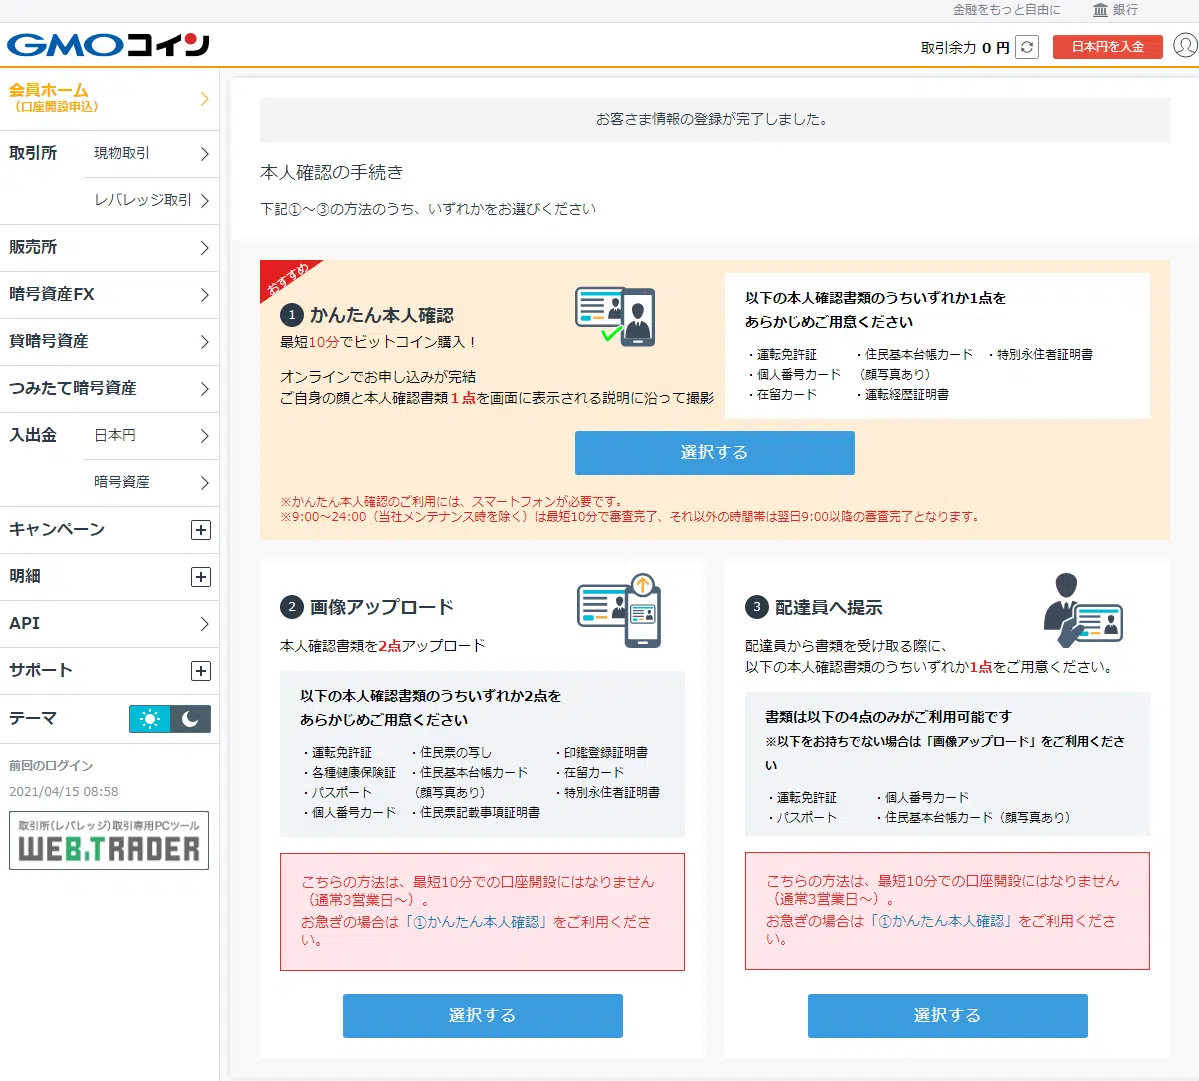 金融をもっと自由に
銀行
GMOコイン
取引余力 0 円
日本円を入金
会員ホーム
（口座開設申込）
取引所
現物取引
レバレッジ取引
販売所
暗号資産FX
貸暗号資産
つみたて暗号資産
入出金
日本円
暗号資産
キャンペーン
明細
API
サポート
テーマ
前回のログイン
2021/04/15 08:58
取引所(レバレッジ)取引専用PCツール
WEB.TRADER
お客さま情報の登録が完了しました。
本人確認の手続き
下記①～③の方法のうち、いずれかをお選びください
おすすめ
1 かんたん本人確認
最短10分でビットコイン購入！
オンラインでお申し込みが完結
ご自身の顔と本人確認書類１点を画面に表示される説明に沿って撮影
以下の本人確認書類のうちいずれか1点を
あらかじめご用意ください
・運転免許証
・個人番号カード
・在留カード
・住民基本台帳カード
（顔写真あり）
・運転経歴証明書
・特別永住者証明書
選択する
※かんたん本人確認のご利用には、スマートフォンが必要です。
※9:00～24:00（当社メンテナンス時を除く）は最短10分で審査完了、それ以外の時間帯は翌日9:00以降の審査完了となります。
2 画像アップロード
本人確認書類を2点アップロード
以下の本人確認書類のうちいずれか2点を
あらかじめご用意ください
・運転免許証
・各種健康保険証
・パスポート
・個人番号カード
・住民票の写し
・住民基本台帳カード
（顔写真あり）
・住民票記載事項証明書
・印鑑登録証明書
・在留カード
・特別永住者証明書
こちらの方法は、最短10分での口座開設にはなりません
（通常3営業日～）。
お急ぎの場合は「①かんたん本人確認」をご利用くださ
い。
選択する
3 配達員へ提示
配達員から書類を受け取る際に、
以下の本人確認書類のうちいずれか1点をご用意ください。
書類は以下の4点のみがご利用可能です
※以下をお持ちでない場合は「画像アップロード」をご利用くださ
い
・運転免許証
・パスポート
・個人番号カード
・住民基本台帳カード（顔写真あり）
こちらの方法は、最短10分での口座開設にはなりません
（通常3営業日～）。
お急ぎの場合は「①かんたん本人確認」をご利用くださ
い。
選択する